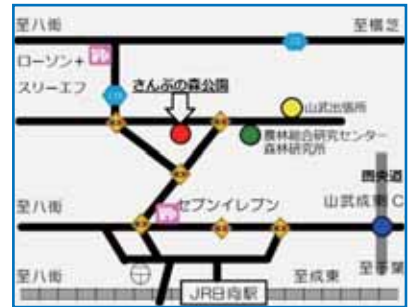 至八街
至横芝
ローソン+
スリーエフ
さんぶの森公園
山武出張所
農林総合研究センター
森林研究所
圏央道
至八街
セブンイレブン
山武成東IC
至八街
JR日向駅
至成東
至千葉